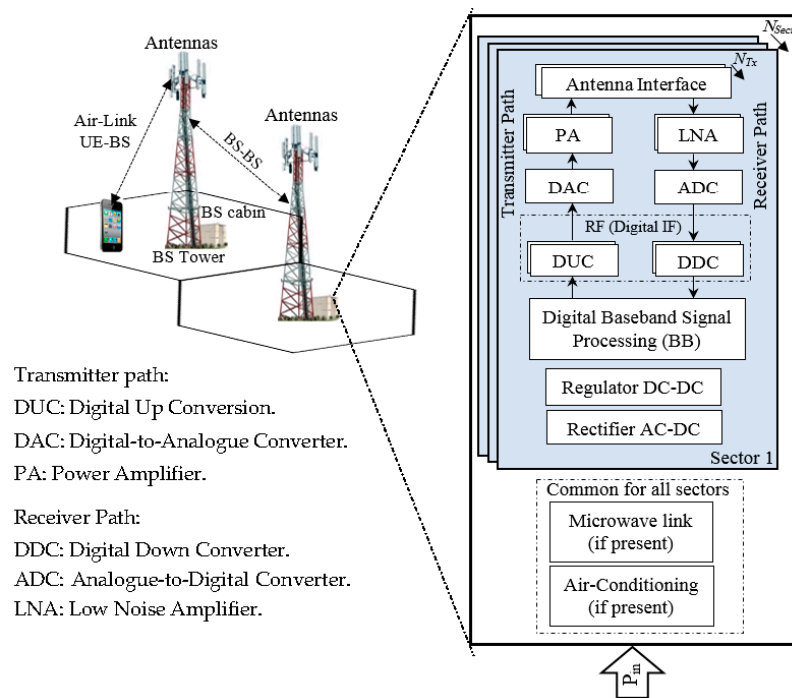 Antennas
Antennas
Air-Link
UE-BS
BS-BS
BS cabin
BS Tower
Transmitter path:
DUC: Digital Up Conversion.
DAC: Digital-to-Analogue Converter.
PA: Power Amplifier.
Receiver Path:
DDC: Digital Down Converter.
ADC: Analogue-to-Digital Converter.
LNA: Low Noise Amplifier.
NSect
NTx
Antenna Interface
Transmitter Path
Receiver Path
PA
LNA
DAC
ADC
RF (Digital IF)
DUC
DDC
Digital Baseband Signal
Processing (BB)
Regulator DC-DC
Rectifier AC-DC
Sector 1
Common for all sectors
Microwave link
(if present)
Air-Conditioning
(if present)
Pin